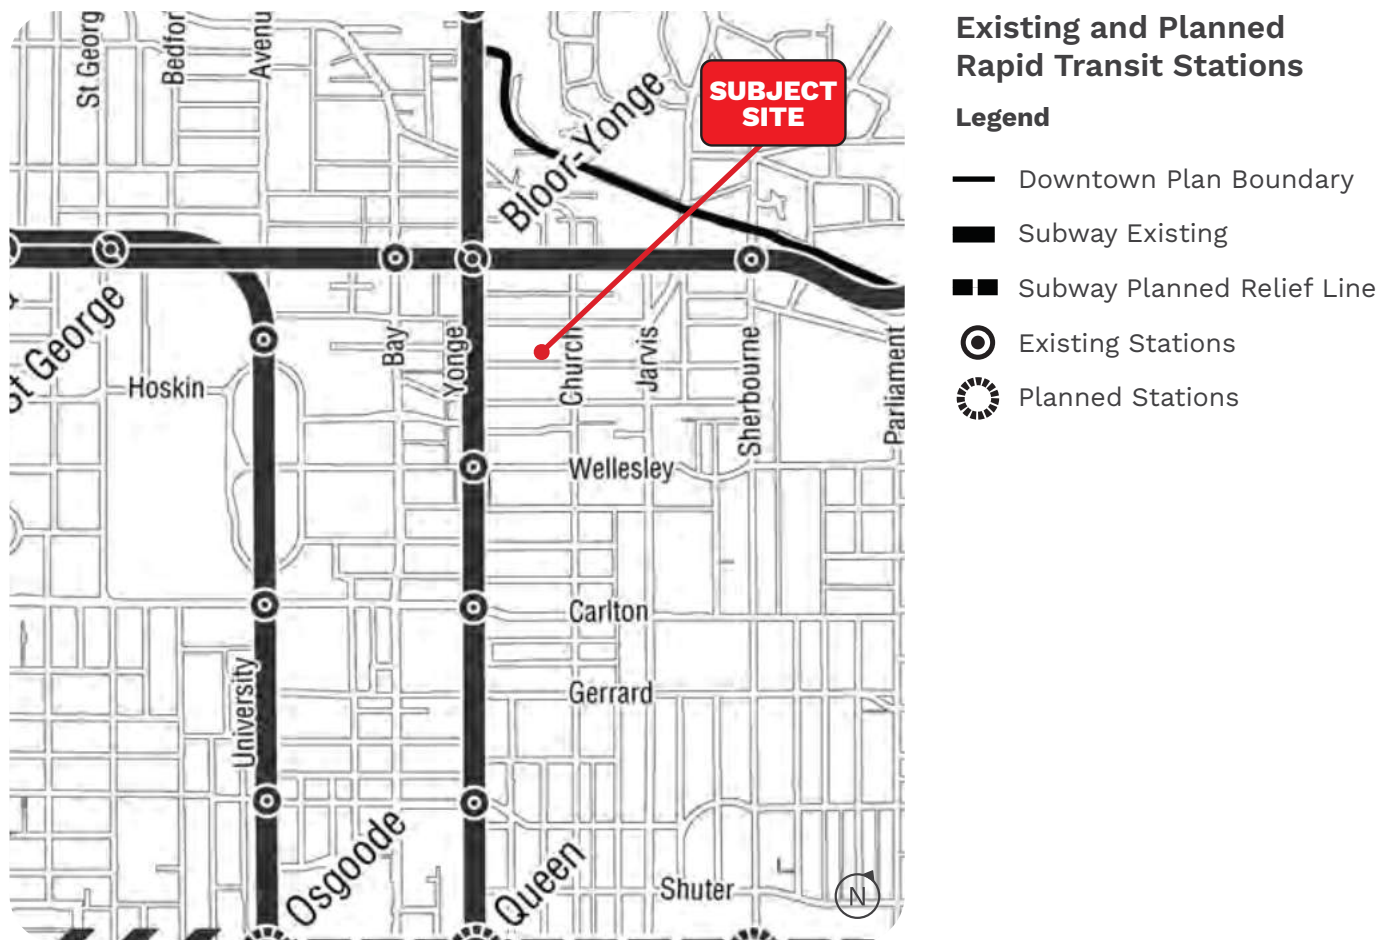 Existing and Planned
Rapid Transit Stations
Legend
Downtown Plan Boundary
Subway Existing
Subway Planned Relief Line
Existing Stations
Planned Stations
SUBJECT
SITE
St. Georg
Bedfor
Avenu
Bloor-Yonge
St George
Hoskin
Bay
Yonge
Church
Jarvis
Sherbourne
Parliament
Wellesley
Carlton
University
Gerrard
Osgoode
Queen
Shuter
N